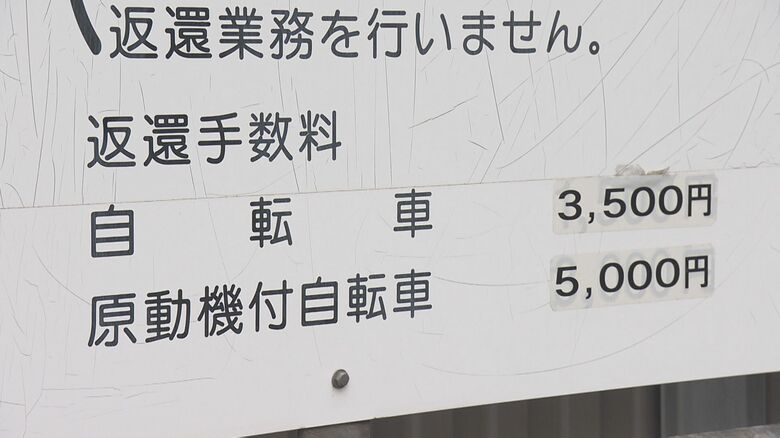 返還業務を行いません。
返還手数料
自転車 3,500円
原動機付自転車 5,000円